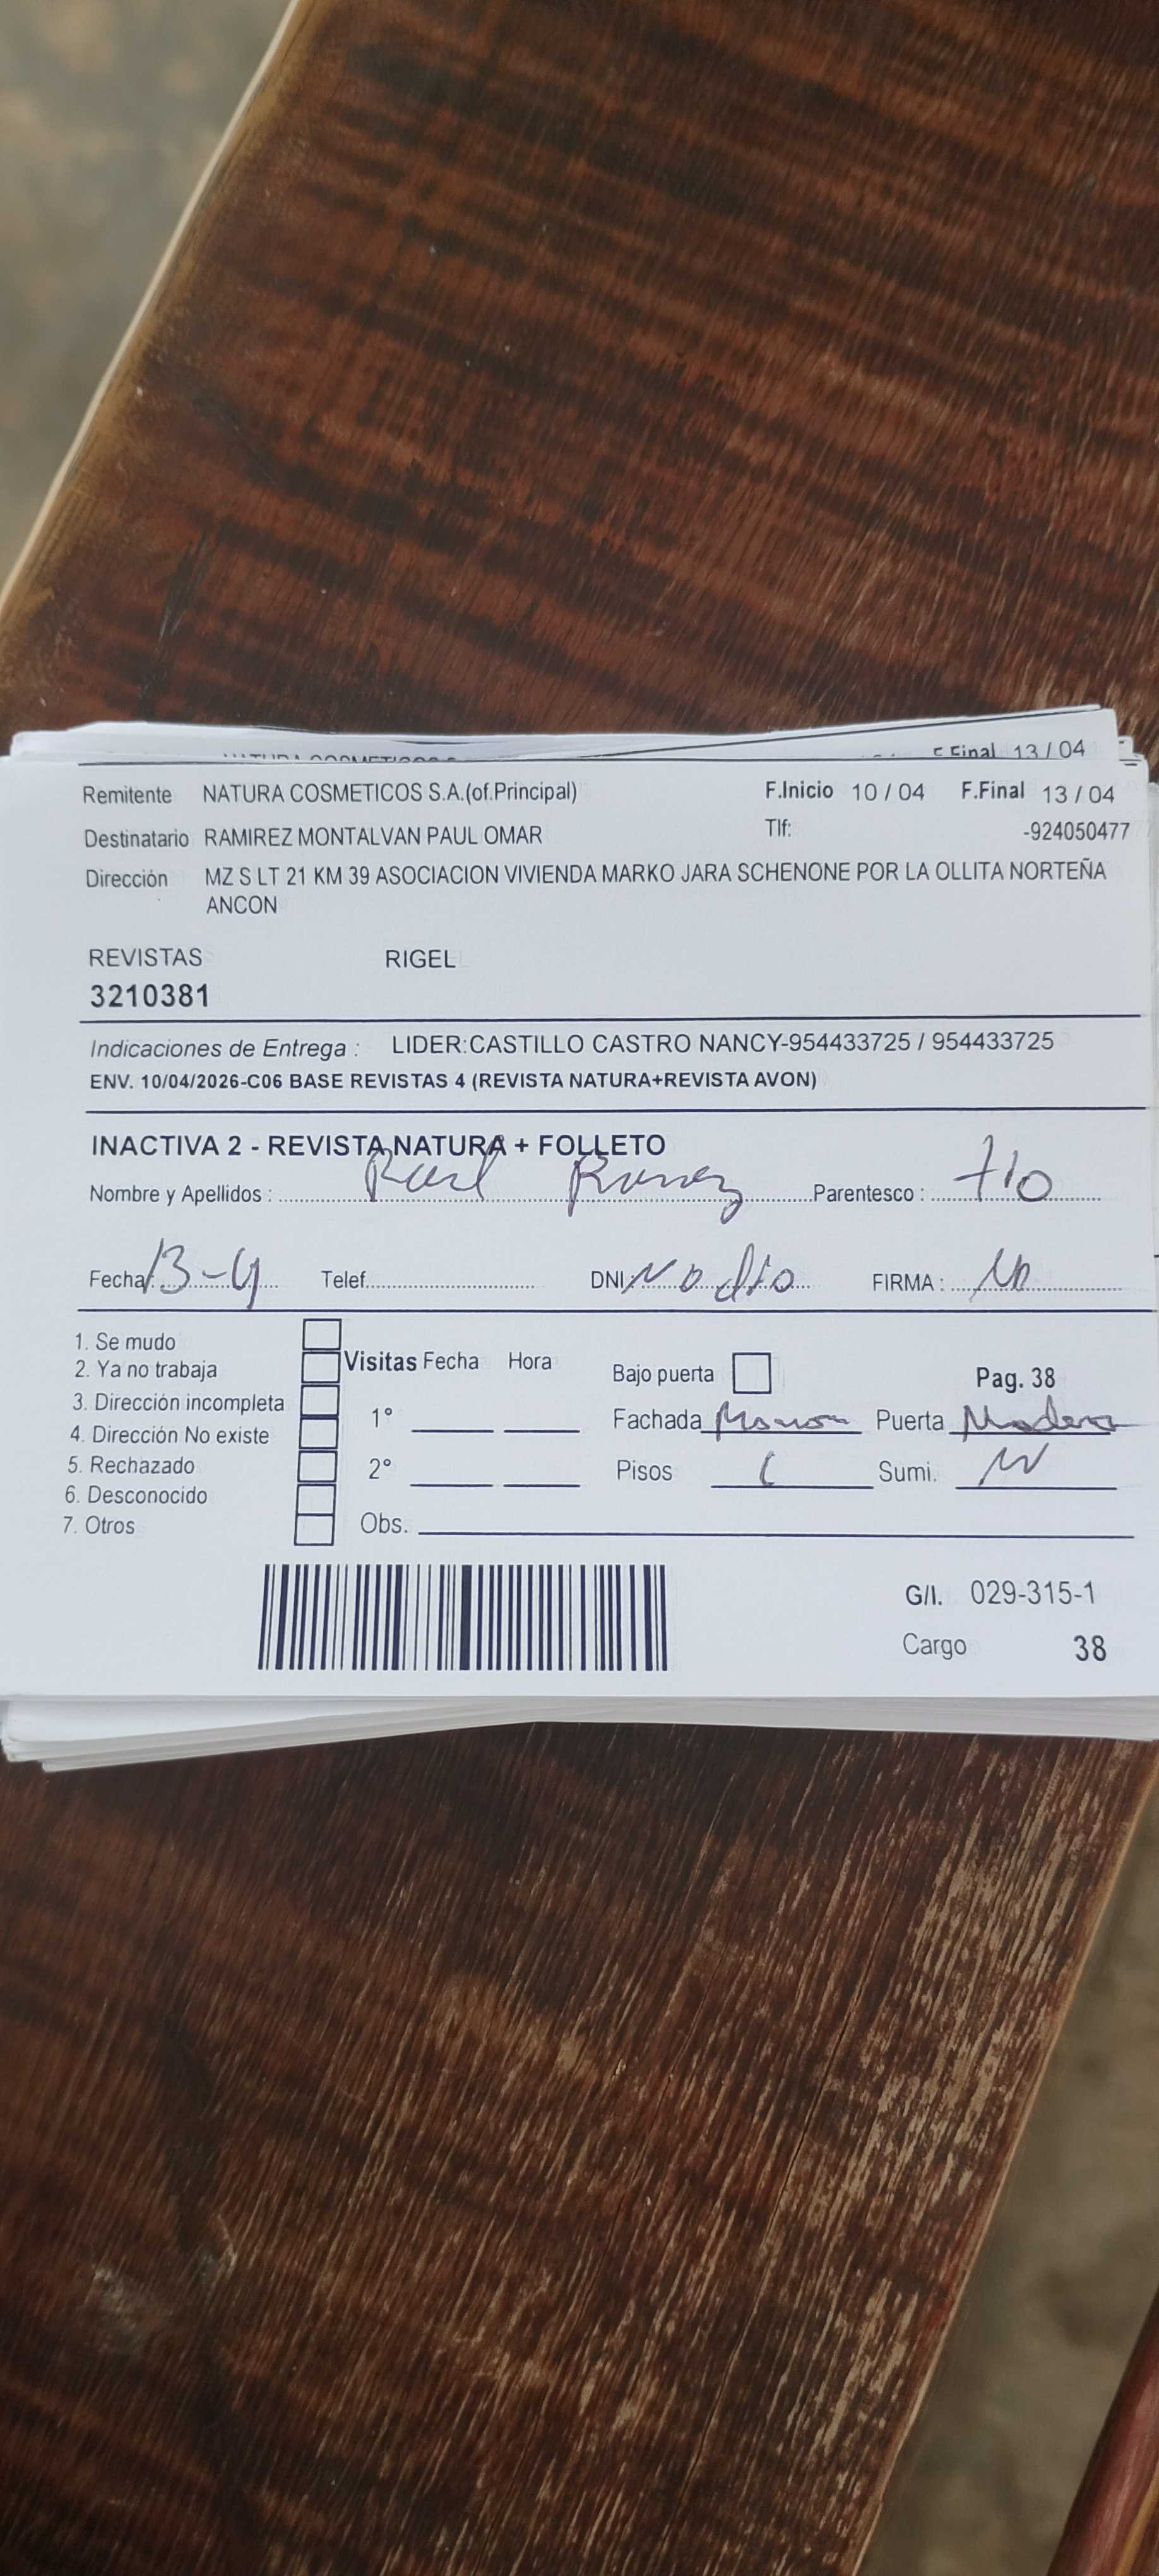 F.Final 13 / 04
Remitente NATURA COSMETICOS S.A.(of.Principal) F.Inicio 10 / 04 F.Final 13 / 04
Destinatario RAMIREZ MONTALVAN PAUL OMAR Tlf: -924050477
Dirección MZ S LT 21 KM 39 ASOCIACION VIVIENDA MARKO JARA SCHENONE POR LA OLLITA NORTEÑA
ANCON
REVISTAS RIGEL
3210381
Indicaciones de Entrega : LIDER:CASTILLO CASTRO NANCY-954433725 / 954433725
ENV. 10/04/2026-C06 BASE REVISTAS 4 (REVISTA NATURA+REVISTA AVON)
INACTIVA 2 - REVISTA NATURA + FOLLETO
Nombre y Apellidos : Raul Parentesco : tio
Fecha: 13-4 Telef. DNI No dio FIRMA :
1. Se mudo
2. Ya no trabaja Visitas Fecha Hora Bajo puerta Pag. 38
3. Dirección incompleta 1° Fachada Puerta Madera
4. Dirección No existe
5. Rechazado 2° Pisos Sumi.
6. Desconocido
7. Otros Obs.
G/I. 029-315-1
Cargo 38